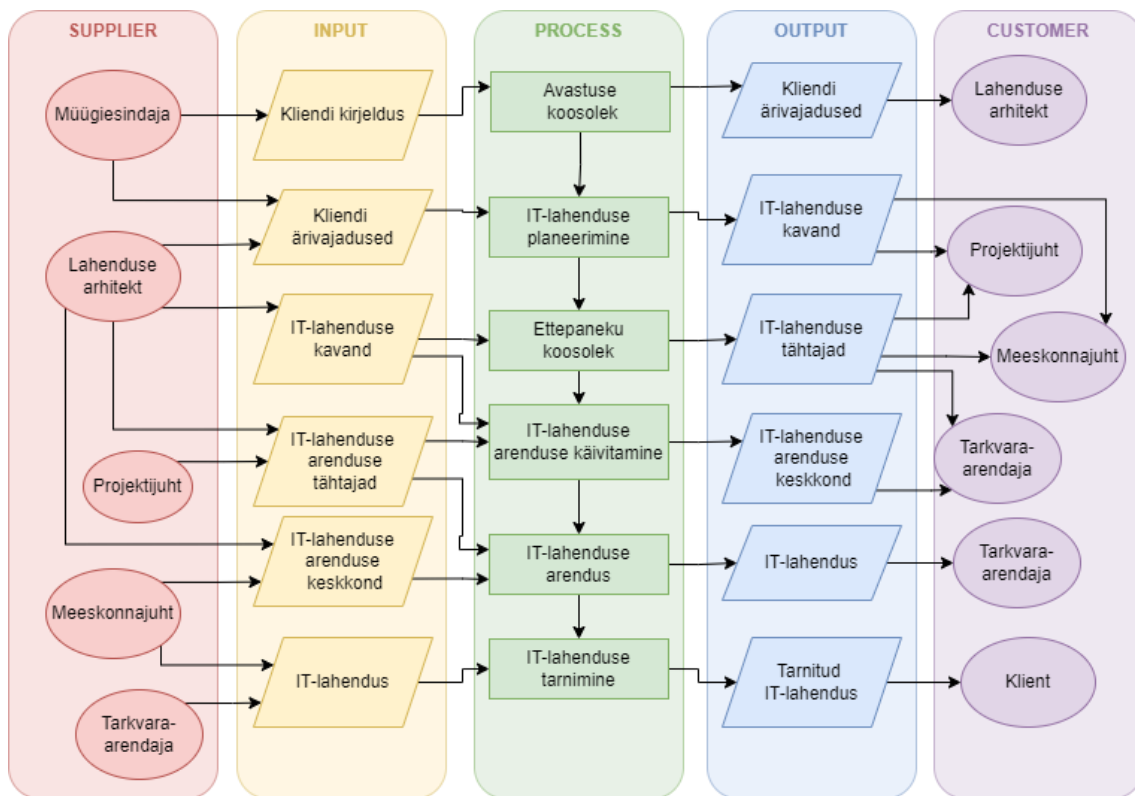 SUPPLIER
INPUT
PROCESS
OUTPUT
CUSTOMER
Müügiesindaja
Lahenduse
arhitekt
Projektijuht
Meeskonnajuht
Tarkvara-
arendaja
Kliendi kirjeldus
Kliendi
ärivajadused
IT-lahenduse
kavand
IT-lahenduse
arenduse
tähtajad
IT-lahenduse
arenduse
keskkond
IT-lahendus
Avastuse
koosolek
IT-lahenduse
planeerimine
Ettepaneku
koosolek
IT-lahenduse
arenduse käivitamine
IT-lahenduse
arendus
IT-lahenduse
tarnimine
Kliendi
ärivajadused
IT-lahenduse
kavand
IT-lahenduse
tähtajad
IT-lahenduse
arenduse
keskkond
IT-lahendus
Tarnitud
IT-lahendus
Lahenduse
arhitekt
Projektijuht
Meeskonnajuht
Tarkvara-
arendaja
Tarkvara-
arendaja
Klient